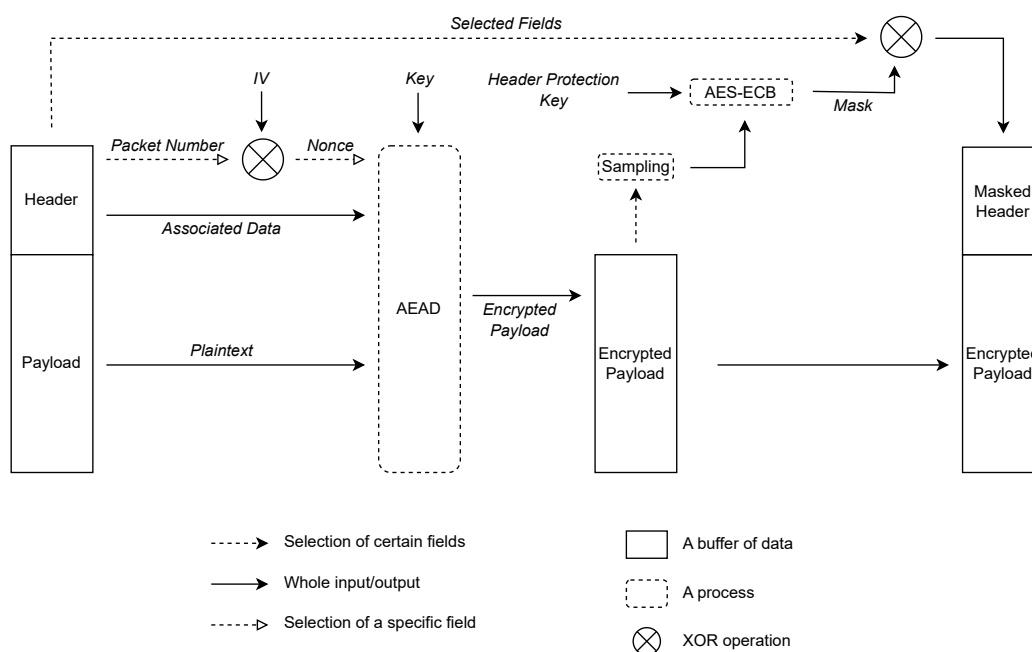 Selected Fields
IV
Key
Header Protection
Key
AES-ECB
Mask
Packet Number
Nonce
Sampling
Header
Masked
Header
Associated Data
AEAD
Encrypted
Payload
Payload
Plaintext
Encrypted
Payload
Encrypted
Payload
Selection of certain fields
A buffer of data
Whole input/output
A process
Selection of a specific field
XOR operation